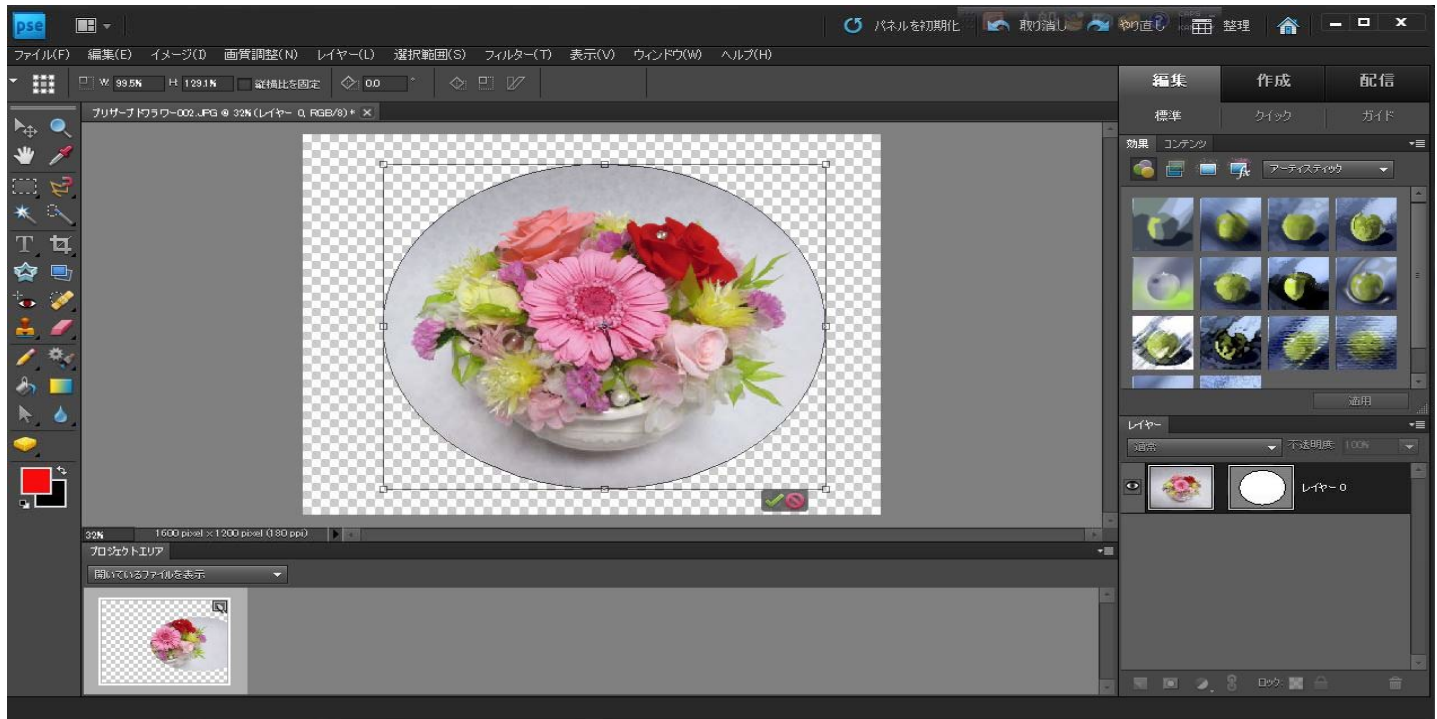 pse
パネルを初期化 取り消し やり直し 整理
ファイル(F) 編集(E) イメージ(I) 画質調整(N) レイヤー(L) 選択範囲(S) フィルター(T) 表示(V) ウィンドウ(W) ヘルプ(H)
W: 99.5% H: 129.1% 縦横比を固定 0.0
編集 作成 配信
標準 クイック ガイド
プリザーブドフラワー-002.JPG @ 32% (レイヤー 0, RGB/8) *
効果 コンテンツ
アーティスティック
適用
レイヤー
通常 不透明度: 100%
レイヤー 0
32% 1600 pixel x 1200 pixel (180 ppi)
プロジェクトエリア
開いているファイルを表示
ロック: